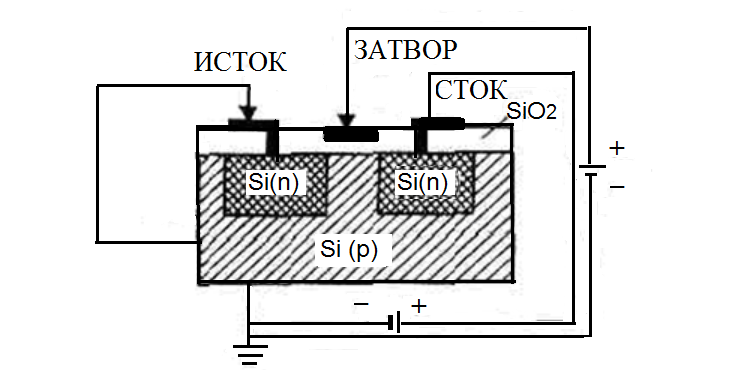 ИСТОК
ЗАТВОР
СТОК
SiO2
Si(n)
Si(n)
Si (p)
+
−
− +